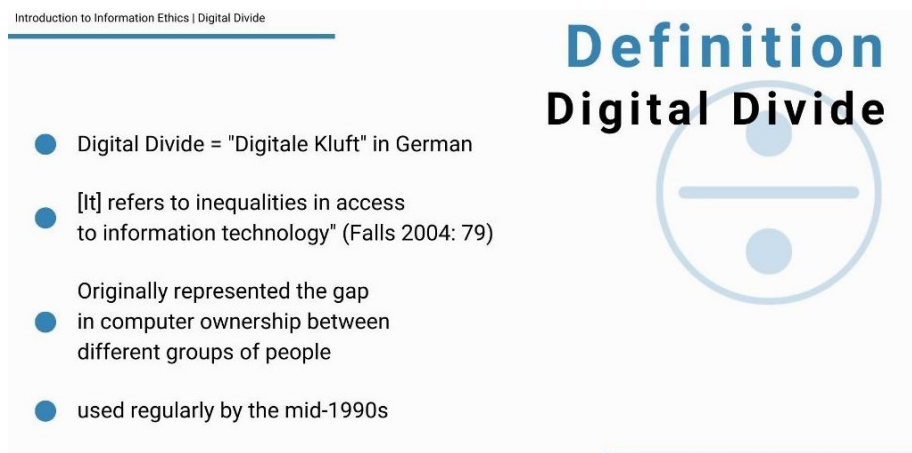 Introduction to Information Ethics | Digital Divide
Definition
Digital Divide
Digital Divide = "Digitale Kluft" in German
[It] refers to inequalities in access
to information technology" (Falls 2004: 79)
Originally represented the gap
in computer ownership between
different groups of people
used regularly by the mid-1990s